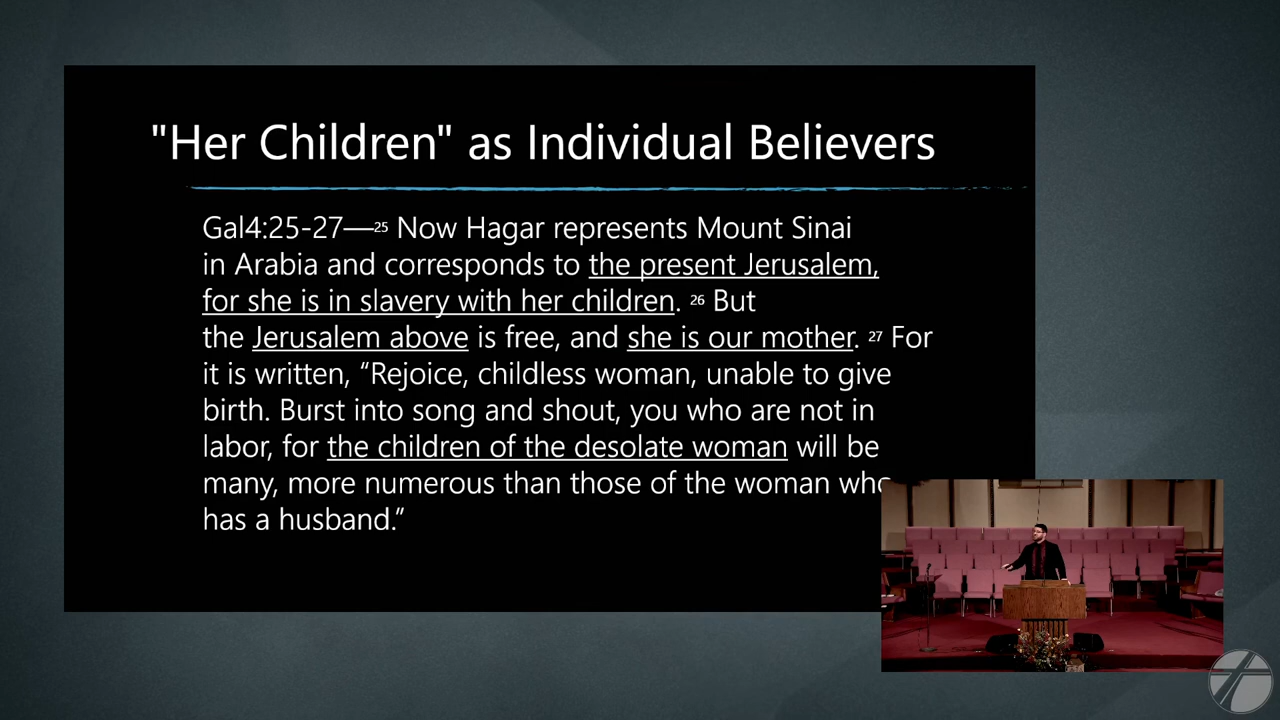 "Her Children" as Individual Believers
Gal4:25-27—25 Now Hagar represents Mount Sinai
in Arabia and corresponds to the present Jerusalem,
for she is in slavery with her children. 26 But
the Jerusalem above is free, and she is our mother. 27 For
it is written, “Rejoice, childless woman, unable to give
birth. Burst into song and shout, you who are not in
labor, for the children of the desolate woman will be
many, more numerous than those of the woman who
has a husband.”